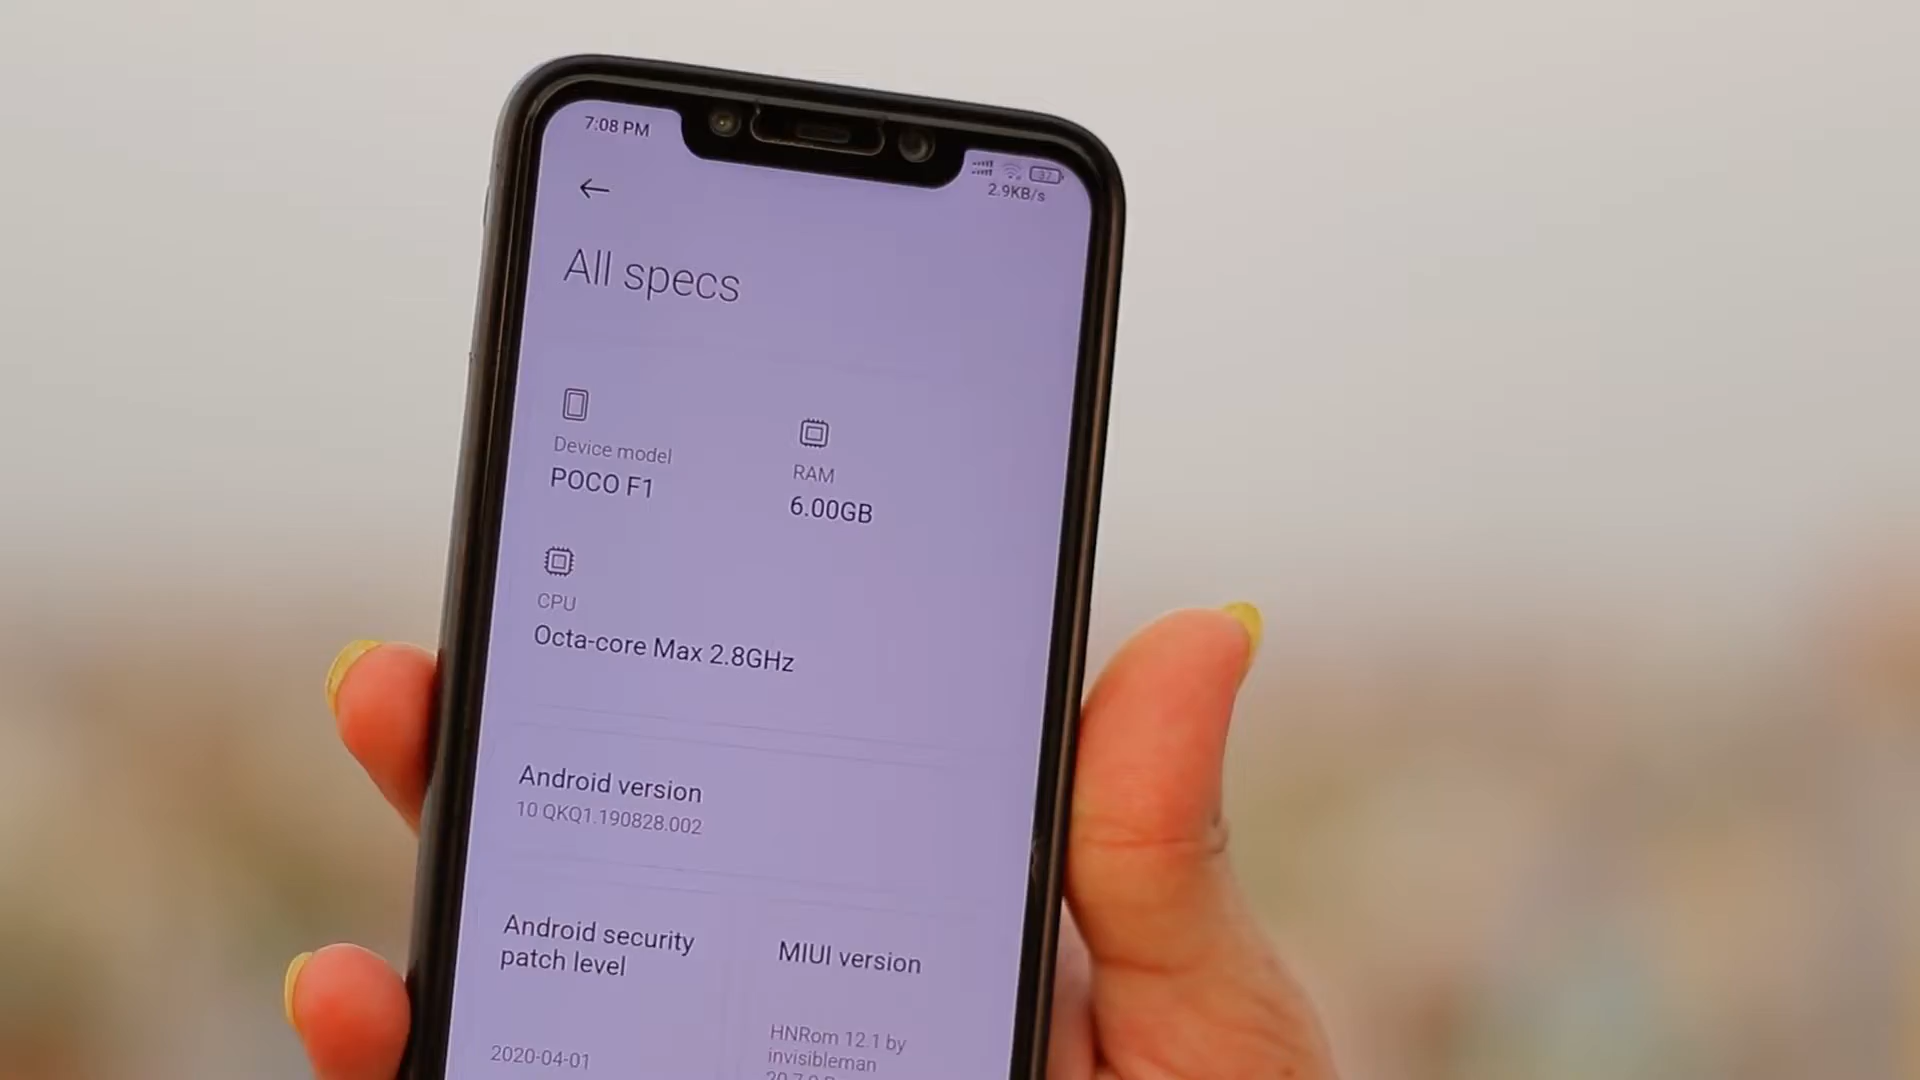 7:08 PM
37
2.9KB/s
All specs
Device model
POCO F1
RAM
6.00GB
CPU
Octa-core Max 2.8GHz
Android version
10 QKQ1.190828.002
Android security
patch level
2020-04-01
MIUI version
HNRom 12.1 by
invisibleman